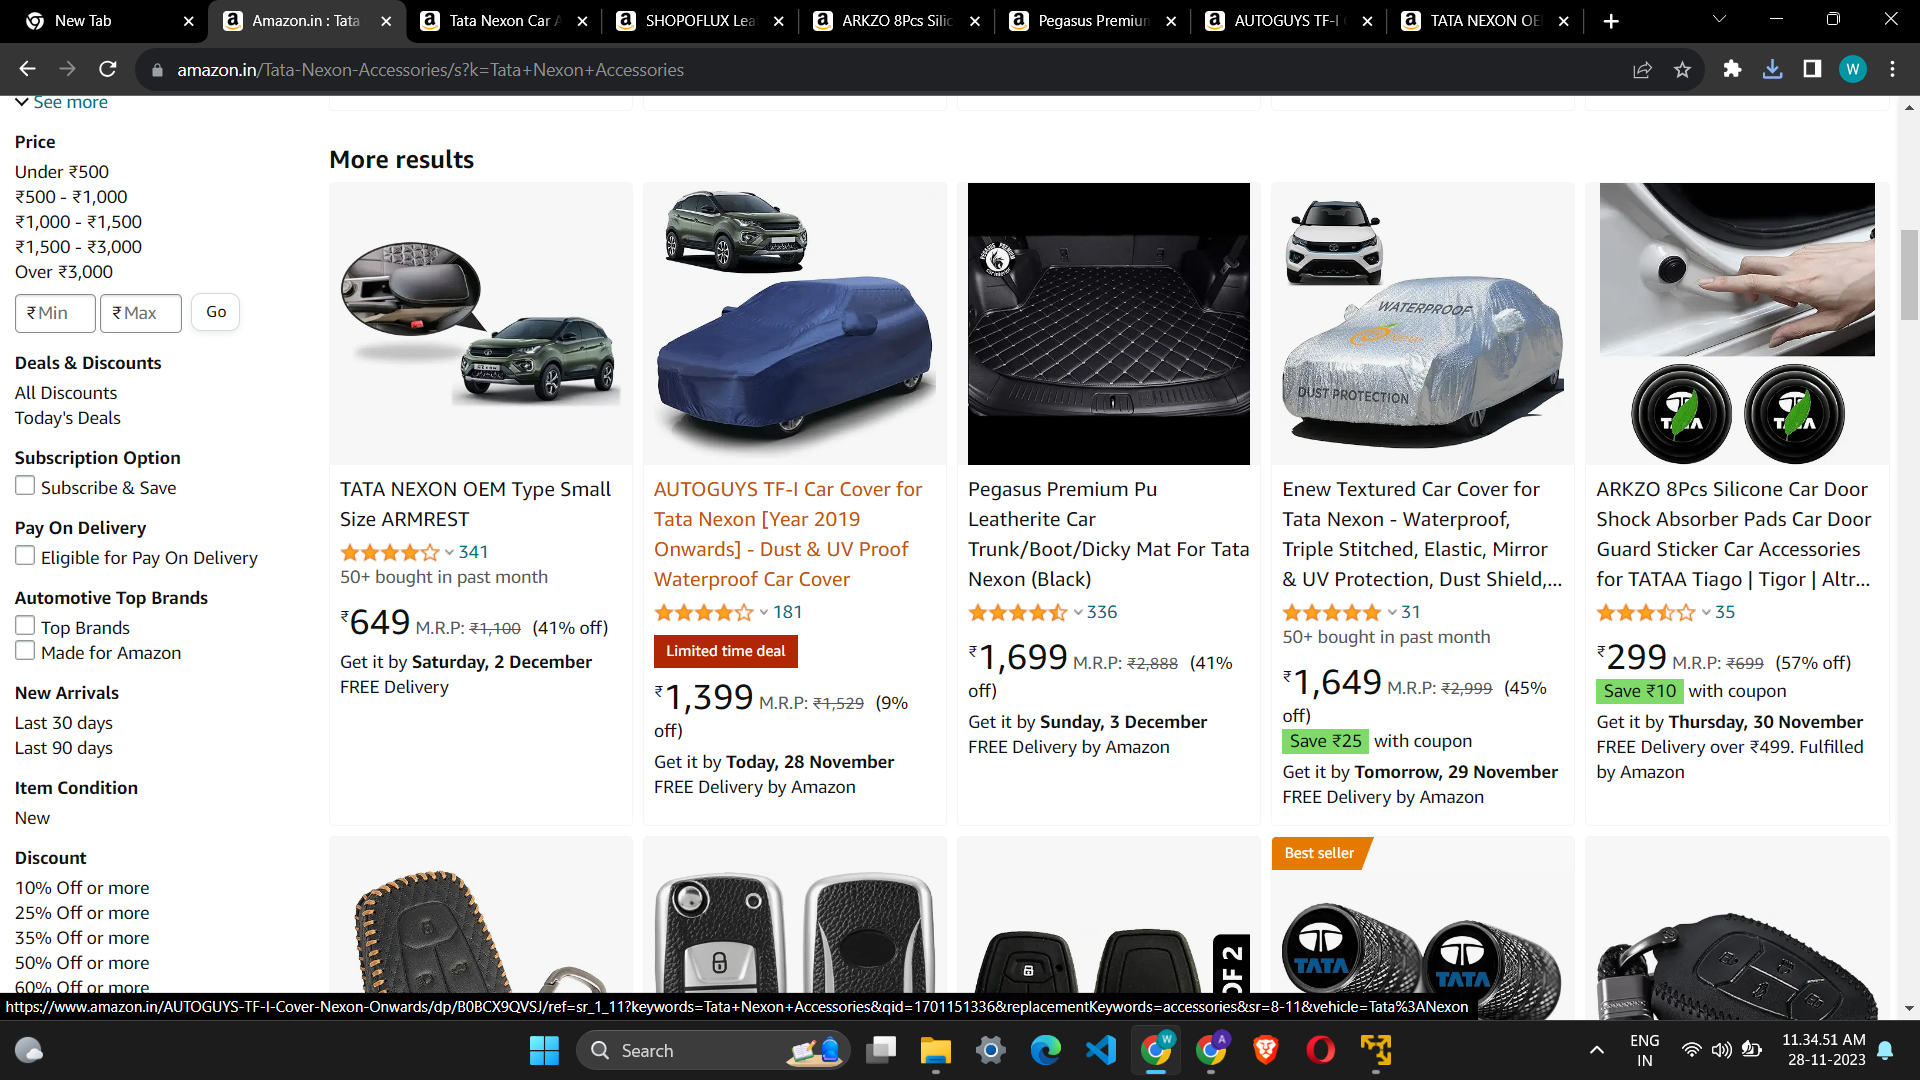 New Tab
Amazon.in : Tata
Tata Nexon Car A
SHOPOFLUX Lea
ARKZO 8Pcs Silic
Pegasus Premium
AUTOGUYS TF-I
TATA NEXON OE
amazon.in/Tata-Nexon-Accessories/s?k=Tata+Nexon+Accessories
W
See more
Price
Under ₹500
₹500 - ₹1,000
₹1,000 - ₹1,500
₹1,500 - ₹3,000
Over ₹3,000
₹ Min
₹ Max
Go
Deals & Discounts
All Discounts
Today's Deals
Subscription Option
Subscribe & Save
Pay On Delivery
Eligible for Pay On Delivery
Automotive Top Brands
Top Brands
Made for Amazon
New Arrivals
Last 30 days
Last 90 days
Item Condition
New
Discount
10% Off or more
25% Off or more
35% Off or more
50% Off or more
60% Off or more
More results
TATA NEXON OEM Type Small
Size ARMREST
341
50+ bought in past month
₹649 M.R.P: ₹1,100 (41% off)
Get it by Saturday, 2 December
FREE Delivery
AUTOGUYS TF-I Car Cover for
Tata Nexon [Year 2019
Onwards] - Dust & UV Proof
Waterproof Car Cover
181
Limited time deal
₹1,399 M.R.P: ₹1,529 (9%
off)
Get it by Today, 28 November
FREE Delivery by Amazon
Pegasus Premium Pu
Leatherite Car
Trunk/Boot/Dicky Mat For Tata
Nexon (Black)
336
₹1,699 M.R.P: ₹2,888 (41%
off)
Get it by Sunday, 3 December
FREE Delivery by Amazon
WATERPROOF
DUST PROTECTION
Enew Textured Car Cover for
Tata Nexon - Waterproof,
Triple Stitched, Elastic, Mirror
& UV Protection, Dust Shield,...
31
50+ bought in past month
₹1,649 M.R.P: ₹2,999 (45%
off)
Save ₹25 with coupon
Get it by Tomorrow, 29 November
FREE Delivery by Amazon
TATA
TATA
ARKZO 8Pcs Silicone Car Door
Shock Absorber Pads Car Door
Guard Sticker Car Accessories
for TATAA Tiago | Tigor | Altr...
35
₹299 M.R.P: ₹699 (57% off)
Save ₹10 with coupon
Get it by Thursday, 30 November
FREE Delivery over ₹499. Fulfilled
by Amazon
OF 2
Best seller
TATA
TATA
https://www.amazon.in/AUTOGUYS-TF-I-Cover-Nexon-Onwards/dp/B0BCX9QVSJ/ref=sr_1_11?keywords=Tata+Nexon+Accessories&qid=1701151336&replacementKeywords=accessories&sr=8-11&vehicle=Tata%3ANexon
Search
W
A
ENG
IN
11.34.51 AM
28-11-2023